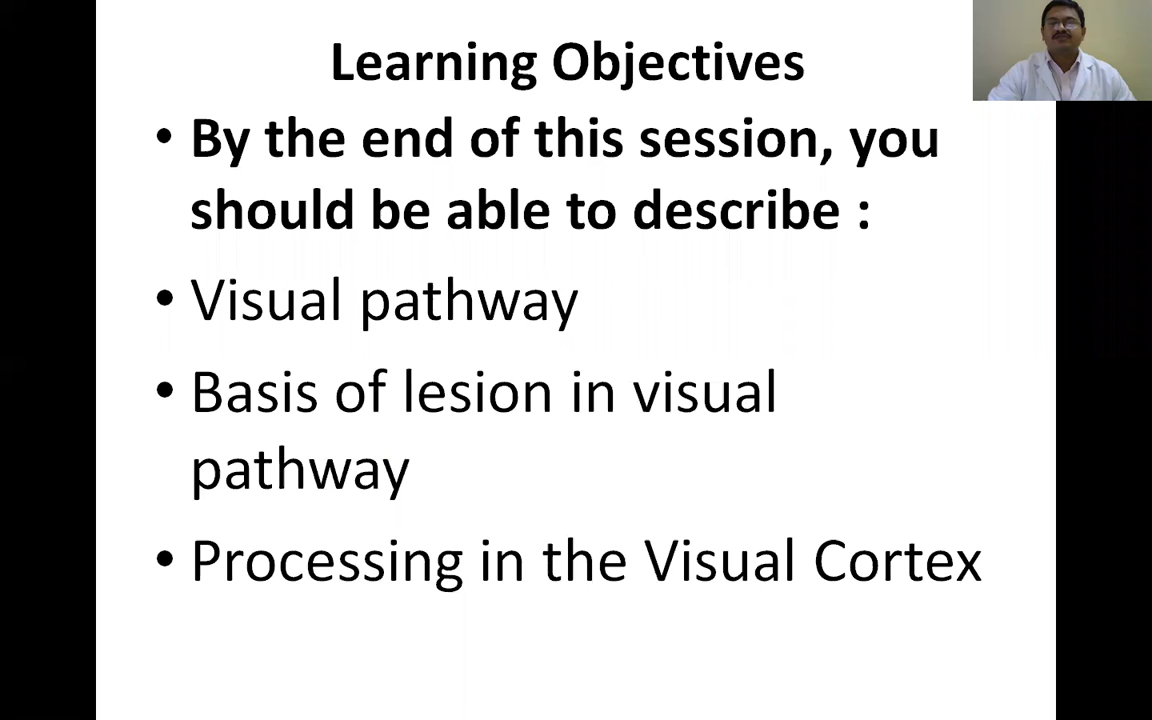 Learning Objectives
• By the end of this session, you
should be able to describe :
• Visual pathway
• Basis of lesion in visual
pathway
• Processing in the Visual Cortex